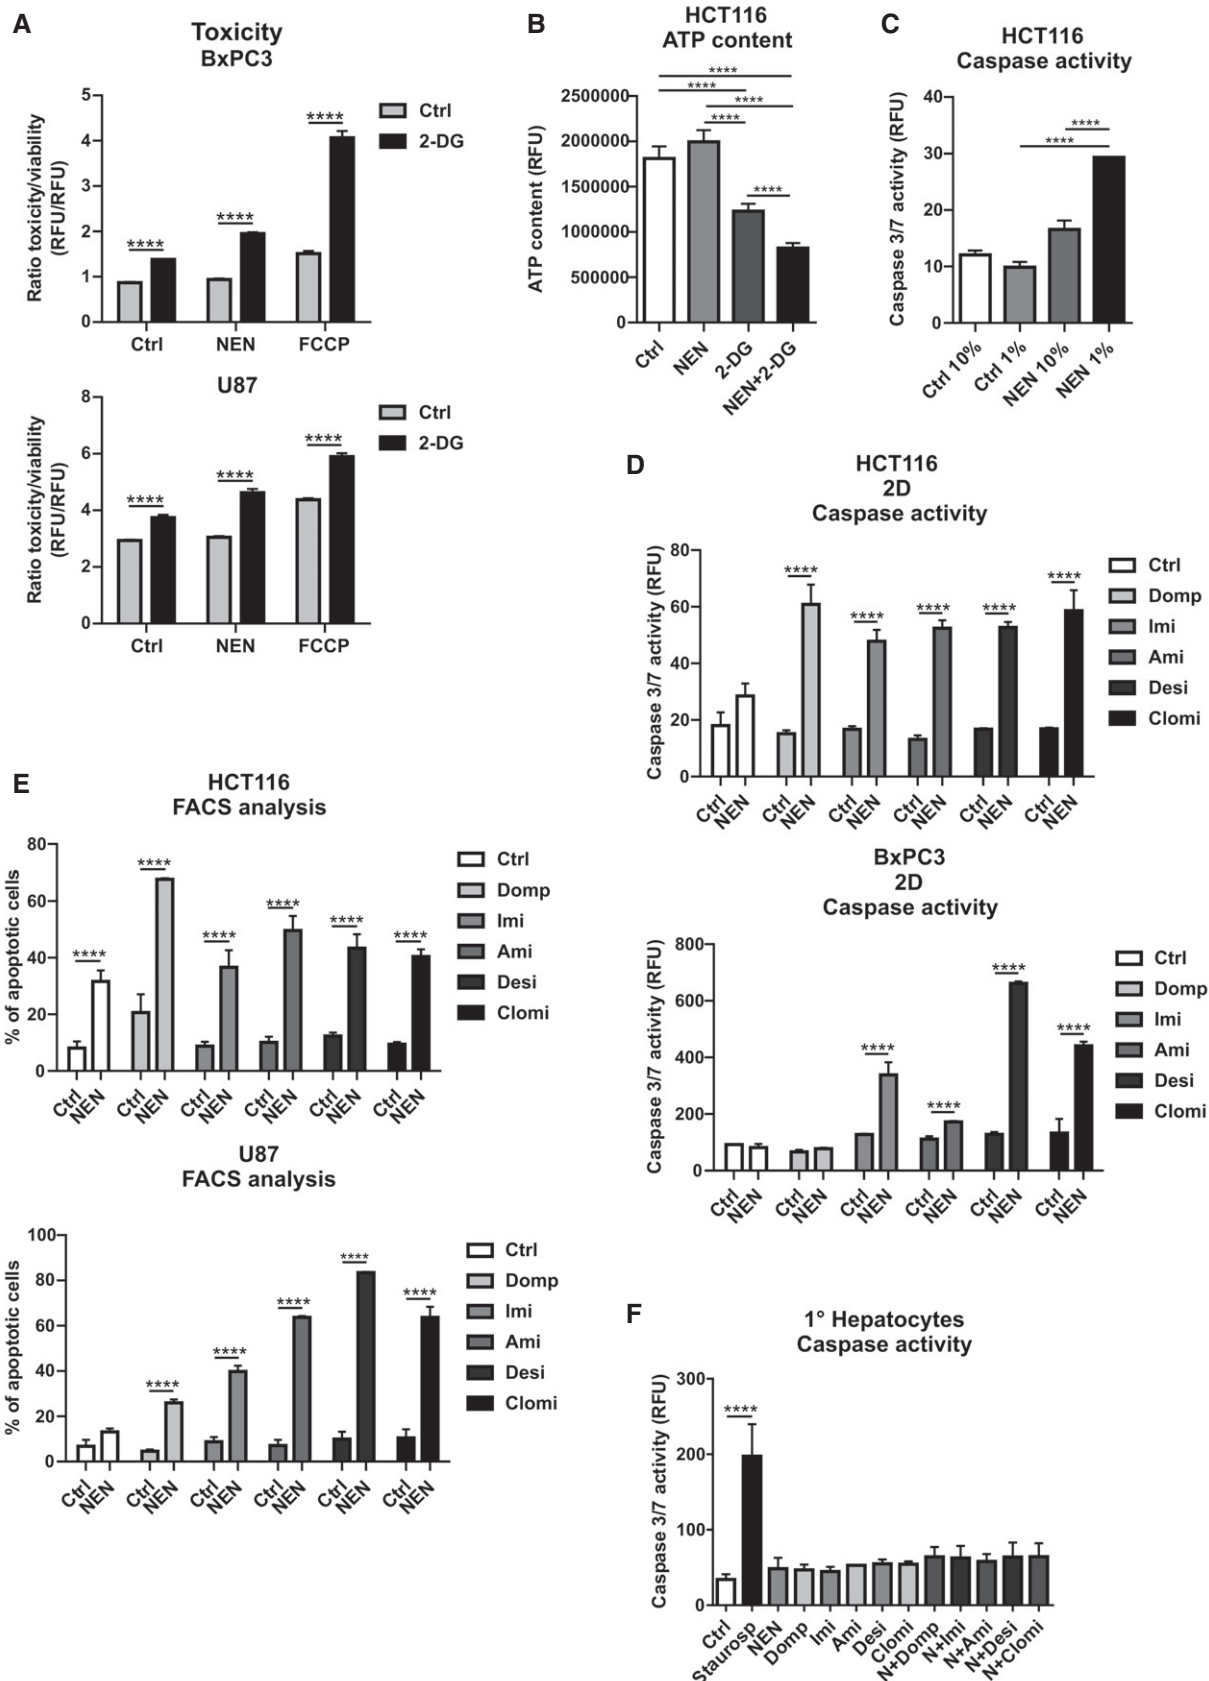 A
Toxicity
BxPC3
Ratio toxicity/viability
(RFU/RFU)
5
4
3
2
1
0
****
****
****
Ctrl
NEN
FCCP
Ctrl
2-DG
U87
Ratio toxicity/viability
(RFU/RFU)
8
6
4
2
0
****
****
****
Ctrl
NEN
FCCP
Ctrl
2-DG
B
HCT116
ATP content
ATP content (RFU)
2500000
2000000
1500000
1000000
500000
0
****
****
****
****
****
Ctrl
NEN
2-DG
NEN+2-DG
C
HCT116
Caspase activity
Caspase 3/7 activity (RFU)
40
30
20
10
0
****
****
Ctrl 10%
Ctrl 1%
NEN 10%
NEN 1%
D
HCT116
2D
Caspase activity
Caspase 3/7 activity (RFU)
80
60
40
20
0
****
****
****
****
****
Ctrl
NEN
Ctrl
NEN
Ctrl
NEN
Ctrl
NEN
Ctrl
NEN
Ctrl
NEN
Ctrl
Domp
Imi
Ami
Desi
Clomi
BxPC3
2D
Caspase activity
Caspase 3/7 activity (RFU)
800
600
400
200
0
****
****
****
****
Ctrl
NEN
Ctrl
NEN
Ctrl
NEN
Ctrl
NEN
Ctrl
NEN
Ctrl
NEN
Ctrl
Domp
Imi
Ami
Desi
Clomi
E
HCT116
FACS analysis
% of apoptotic cells
80
60
40
20
0
****
****
****
****
****
****
Ctrl
NEN
Ctrl
NEN
Ctrl
NEN
Ctrl
NEN
Ctrl
NEN
Ctrl
NEN
Ctrl
Domp
Imi
Ami
Desi
Clomi
U87
FACS analysis
% of apoptotic cells
100
80
60
40
20
0
****
****
****
****
****
Ctrl
NEN
Ctrl
NEN
Ctrl
NEN
Ctrl
NEN
Ctrl
NEN
Ctrl
NEN
Ctrl
Domp
Imi
Ami
Desi
Clomi
F
1° Hepatocytes
Caspase activity
Caspase 3/7 activity (RFU)
300
200
100
0
****
Ctrl
Staurosp
NEN
Domp
Imi
Ami
Desi
Clomi
N+Domp
N+Imi
N+Ami
N+Desi
N+Clomi